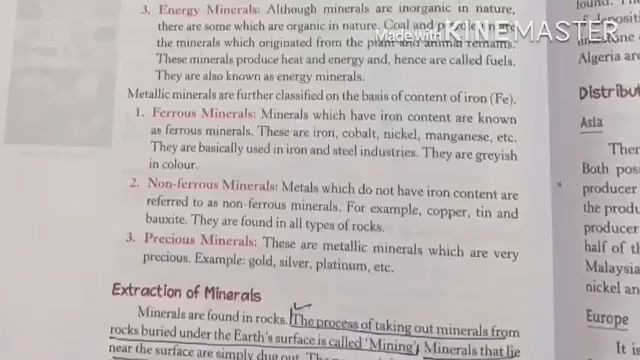 3. Energy Minerals: Although minerals are inorganic in nature,
there are some which are organic in nature. Coal and
the minerals which originated from the plant and animal remains.
These minerals produce heat and energy and, hence are called fuels.
They are also known as energy minerals.
Metallic minerals are further classified on the basis of content of iron (Fe).
1. Ferrous Minerals: Minerals which have iron content are known
as ferrous minerals. These are iron, cobalt, nickel, manganese, etc.
They are basically used in iron and steel industries. They are greyish
in colour.
2. Non-ferrous Minerals: Metals which do not have iron content are
referred to as non-ferrous minerals. For example, copper, tin and
bauxite. They are found in all types of rocks.
3. Precious Minerals: These are metallic minerals which are very
precious. Example: gold, silver, platinum, etc.
Extraction of Minerals
Minerals are found in rocks. The process of taking out minerals from
rocks buried under the Earth's surface is called 'Mining'. Minerals that lie
near the surface are simply dug out.
Made with KINEMASTER
Algeria are
Distribut
Asia
Ther
Both pos
producer
the produ
producer
half of th
Malaysia
nickel an
Europe
It is